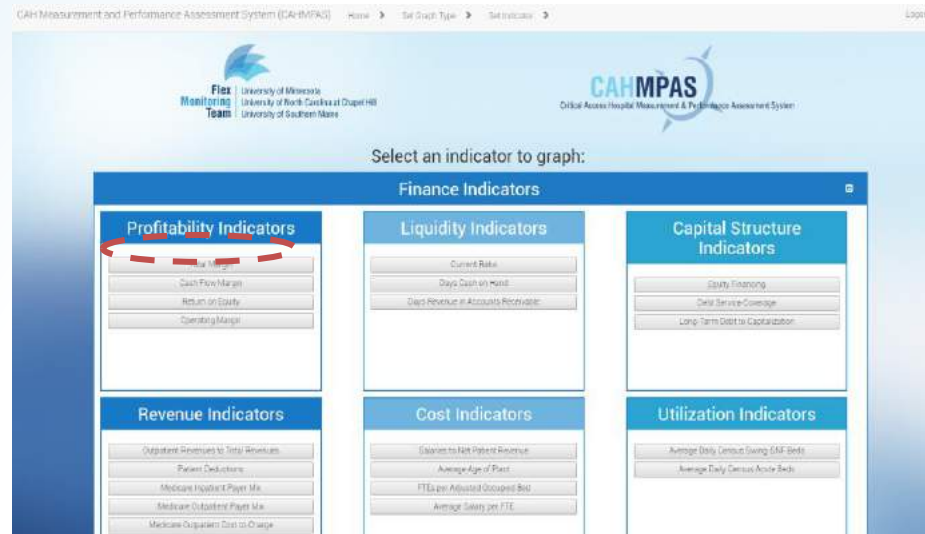 CAH Measurement and Performance Assessment System (CAHMPAS) Home Set Graph Type Set Indicator
Flex
Monitoring
Team
University of Minnesota
University of North Carolina at Chapel Hill
University of Southern Maine
CAHMPAS
Critical Access Hospital Measurement & Performance Assessment System
Select an indicator to graph:
Finance Indicators
Profitability Indicators
Cash Flow Margin
Return on Equity
Operating Margin
Liquidity Indicators
Current Ratio
Days Cash on Hand
Days Revenue in Accounts Receivable
Capital Structure
Indicators
Equity Financing
Debt Service Coverage
Long-Term Debt to Capitalization
Revenue Indicators
Outpatient Revenues to Total Revenues
Patient Deductions
Medicare Inpatient Payer Mix
Medicare Outpatient Payer Mix
Medicare Outpatient Cost to Charge
Cost Indicators
Salaries to Net Patient Revenue
Average Age of Plant
FTEs per Adjusted Occupied Bed
Average Salary per FTE
Utilization Indicators
Average Daily Census Swing-SNF Beds
Average Daily Census Acute Beds